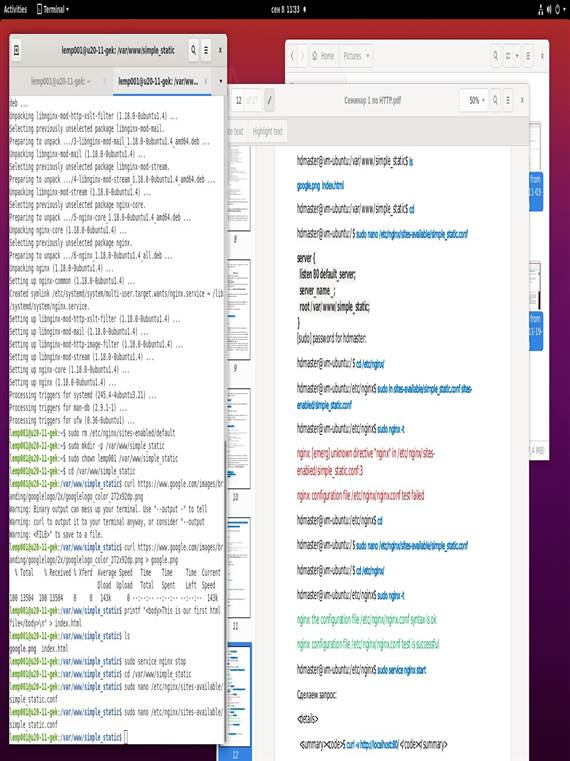 Activities
Terminal
сен 8 11:33
lemp001@u20-11-gek: /var/www/simple_static
lemp001@u20-11-gek: ~
lemp001@u20-11-gek: /var/ww...
deb ...
Unpacking libnginx-mod-http-xslt-filter (1.18.0-0ubuntu1.4) ...
Selecting previously unselected package libnginx-mod-mail.
Preparing to unpack .../3-libnginx-mod-mail_1.18.0-0ubuntu1.4_amd64.deb ...
Unpacking libnginx-mod-mail (1.18.0-0ubuntu1.4) ...
Selecting previously unselected package libnginx-mod-stream.
Preparing to unpack .../4-libnginx-mod-stream_1.18.0-0ubuntu1.4_amd64.deb ...
Unpacking libnginx-mod-stream (1.18.0-0ubuntu1.4) ...
Selecting previously unselected package nginx-core.
Preparing to unpack .../5-nginx-core_1.18.0-0ubuntu1.4_amd64.deb ...
Unpacking nginx-core (1.18.0-0ubuntu1.4) ...
Selecting previously unselected package nginx.
Preparing to unpack .../6-nginx_1.18.0-0ubuntu1.4_all.deb ...
Unpacking nginx (1.18.0-0ubuntu1.4) ...
Setting up nginx-common (1.18.0-0ubuntu1.4) ...
Created symlink /etc/systemd/system/multi-user.target.wants/nginx.service → /lib
/systemd/system/nginx.service.
Setting up libnginx-mod-http-xslt-filter (1.18.0-0ubuntu1.4) ...
Setting up libnginx-mod-mail (1.18.0-0ubuntu1.4) ...
Setting up libnginx-mod-http-image-filter (1.18.0-0ubuntu1.4) ...
Setting up libnginx-mod-stream (1.18.0-0ubuntu1.4) ...
Setting up nginx-core (1.18.0-0ubuntu1.4) ...
Setting up nginx (1.18.0-0ubuntu1.4) ...
Processing triggers for systemd (245.4-4ubuntu3.21) ...
Processing triggers for man-db (2.9.1-1) ...
Processing triggers for ufw (0.36-6ubuntu1) ...
lemp001@u20-11-gek:~$ sudo rm /etc/nginx/sites-enabled/default
lemp001@u20-11-gek:~$ sudo mkdir -p /var/www/simple_static
lemp001@u20-11-gek:~$ sudo chown lemp001 /var/www/simple_static
lemp001@u20-11-gek:~$ cd /var/www/simple_static
lemp001@u20-11-gek:/var/www/simple_static$ curl https://www.google.com/images/br
anding/googlelogo/2x/googlelogo_color_272x92dp.png
Warning: Binary output can mess up your terminal. Use "--output -" to tell
Warning: curl to output it to your terminal anyway, or consider "--output
Warning: <FILE>" to save to a file.
lemp001@u20-11-gek:/var/www/simple_static$ curl https://www.google.com/images/br
anding/googlelogo/2x/googlelogo_color_272x92dp.png > google.png
% Total % Received % Xferd Average Speed Time Time Time Current
Dload Upload Total Spent Left Speed
100 13504 100 13504 0 0 143k 0 --:--:-- --:--:-- --:--:-- 143k
lemp001@u20-11-gek:/var/www/simple_static$ printf "<body>This is our first html
file</body>\n" > index.html
lemp001@u20-11-gek:/var/www/simple_static$ ls
google.png index.html
lemp001@u20-11-gek:/var/www/simple_static$ sudo service nginx stop
lemp001@u20-11-gek:/var/www/simple_static$ cd /var/www/simple_static
lemp001@u20-11-gek:/var/www/simple_static$ sudo nano /etc/nginx/sites-available/
simple_static.conf
lemp001@u20-11-gek:/var/www/simple_static$ sudo nano /etc/nginx/sites-available/
simple_static.conf
lemp001@u20-11-gek:/var/www/simple_static$
Home
Pictures
12
of 17
Семинар 1 по HTTP.pdf
50%
te text
Highlight text
8
9
10
11
12
hdmaster@vm-ubuntu:/var/www/simple_static$ ls
google.png index.html
hdmaster@vm-ubuntu:/var/www/simple_static$ cd
hdmaster@vm-ubuntu:/$ sudo nano /etc/nginx/sites-available/simple_static.conf
server {
listen 80 default_server;
server_name _;
root /var/www/simple_static;
}
[sudo] password for hdmaster:
hdmaster@vm-ubuntu:/$ cd /etc/nginx/
hdmaster@vm-ubuntu:/etc/nginx$ sudo ln sites-available/simple_static.conf sites-
enabled/simple_static.conf
hdmaster@vm-ubuntu:/etc/nginx$ sudo nginx -t
nginx: [emerg] unknown directive "nginx" in /etc/nginx/sites-
enabled/simple_static.conf:3
nginx: configuration file /etc/nginx/nginx.conf test failed
hdmaster@vm-ubuntu:/etc/nginx$ cd
hdmaster@vm-ubuntu:/$ sudo nano /etc/nginx/sites-available/simple_static.conf
hdmaster@vm-ubuntu:/$ cd /etc/nginx/
hdmaster@vm-ubuntu:/etc/nginx$ sudo nginx -t
nginx: the configuration file /etc/nginx/nginx.conf syntax is ok
nginx: configuration file /etc/nginx/nginx.conf test is successful
hdmaster@vm-ubuntu:/etc/nginx$ sudo service nginx start
Сделаем запрос:
<details>
<summary><code>$ curl -v http://localhost:80/ </code></summary>
from
11-03-
from
11-19-
MB)